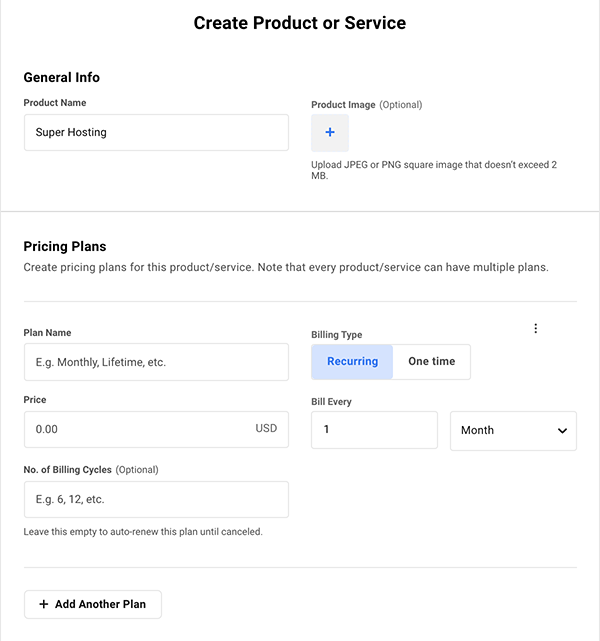 Create Product or Service
General Info
Product Name
Super Hosting
Product Image (Optional)
+
Upload JPEG or PNG square image that doesn't exceed 2
MB.
Pricing Plans
Create pricing plans for this product/service. Note that every product/service can have multiple plans.
Plan Name
E.g. Monthly, Lifetime, etc.
Billing Type
Recurring One time
Price
0.00 USD
Bill Every
1 Month
No. of Billing Cycles (Optional)
E.g. 6, 12, etc.
Leave this empty to auto-renew this plan until canceled.
+ Add Another Plan